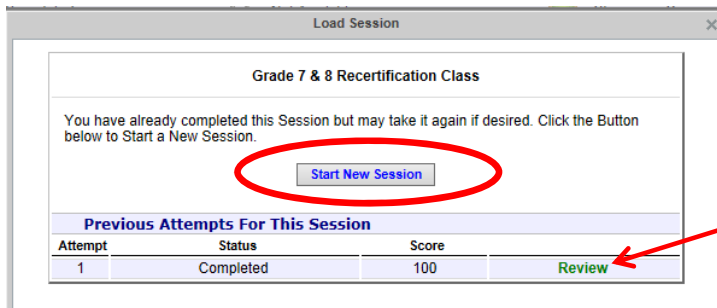 Load Session
Grade 7 & 8 Recertification Class
You have already completed this Session but may take it again if desired. Click the Button
below to Start a New Session.
Start New Session
Previous Attempts For This Session
Attempt Status Score
1 Completed 100 Review